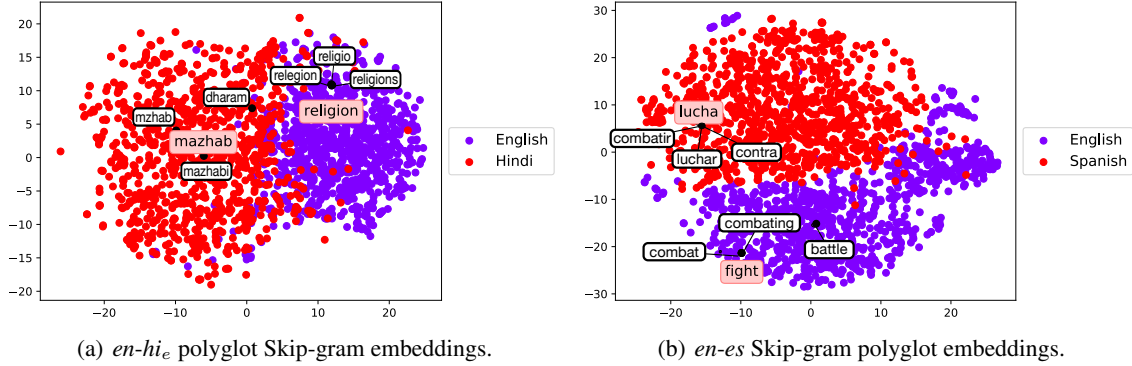 20
15
10
5
0
−5
−10
−15
−20
−20
−10
0
10
20
religio
relegion
religions
religion
dharam
mzhab
mazhab
mazhabi
English
Hindi
(a) en-hie polyglot Skip-gram embeddings.
30
20
10
0
−10
−20
−30
−20
−10
0
10
20
lucha
combatir
luchar
contra
combating
combat
battle
fight
English
Spanish
(b) en-es Skip-gram polyglot embeddings.